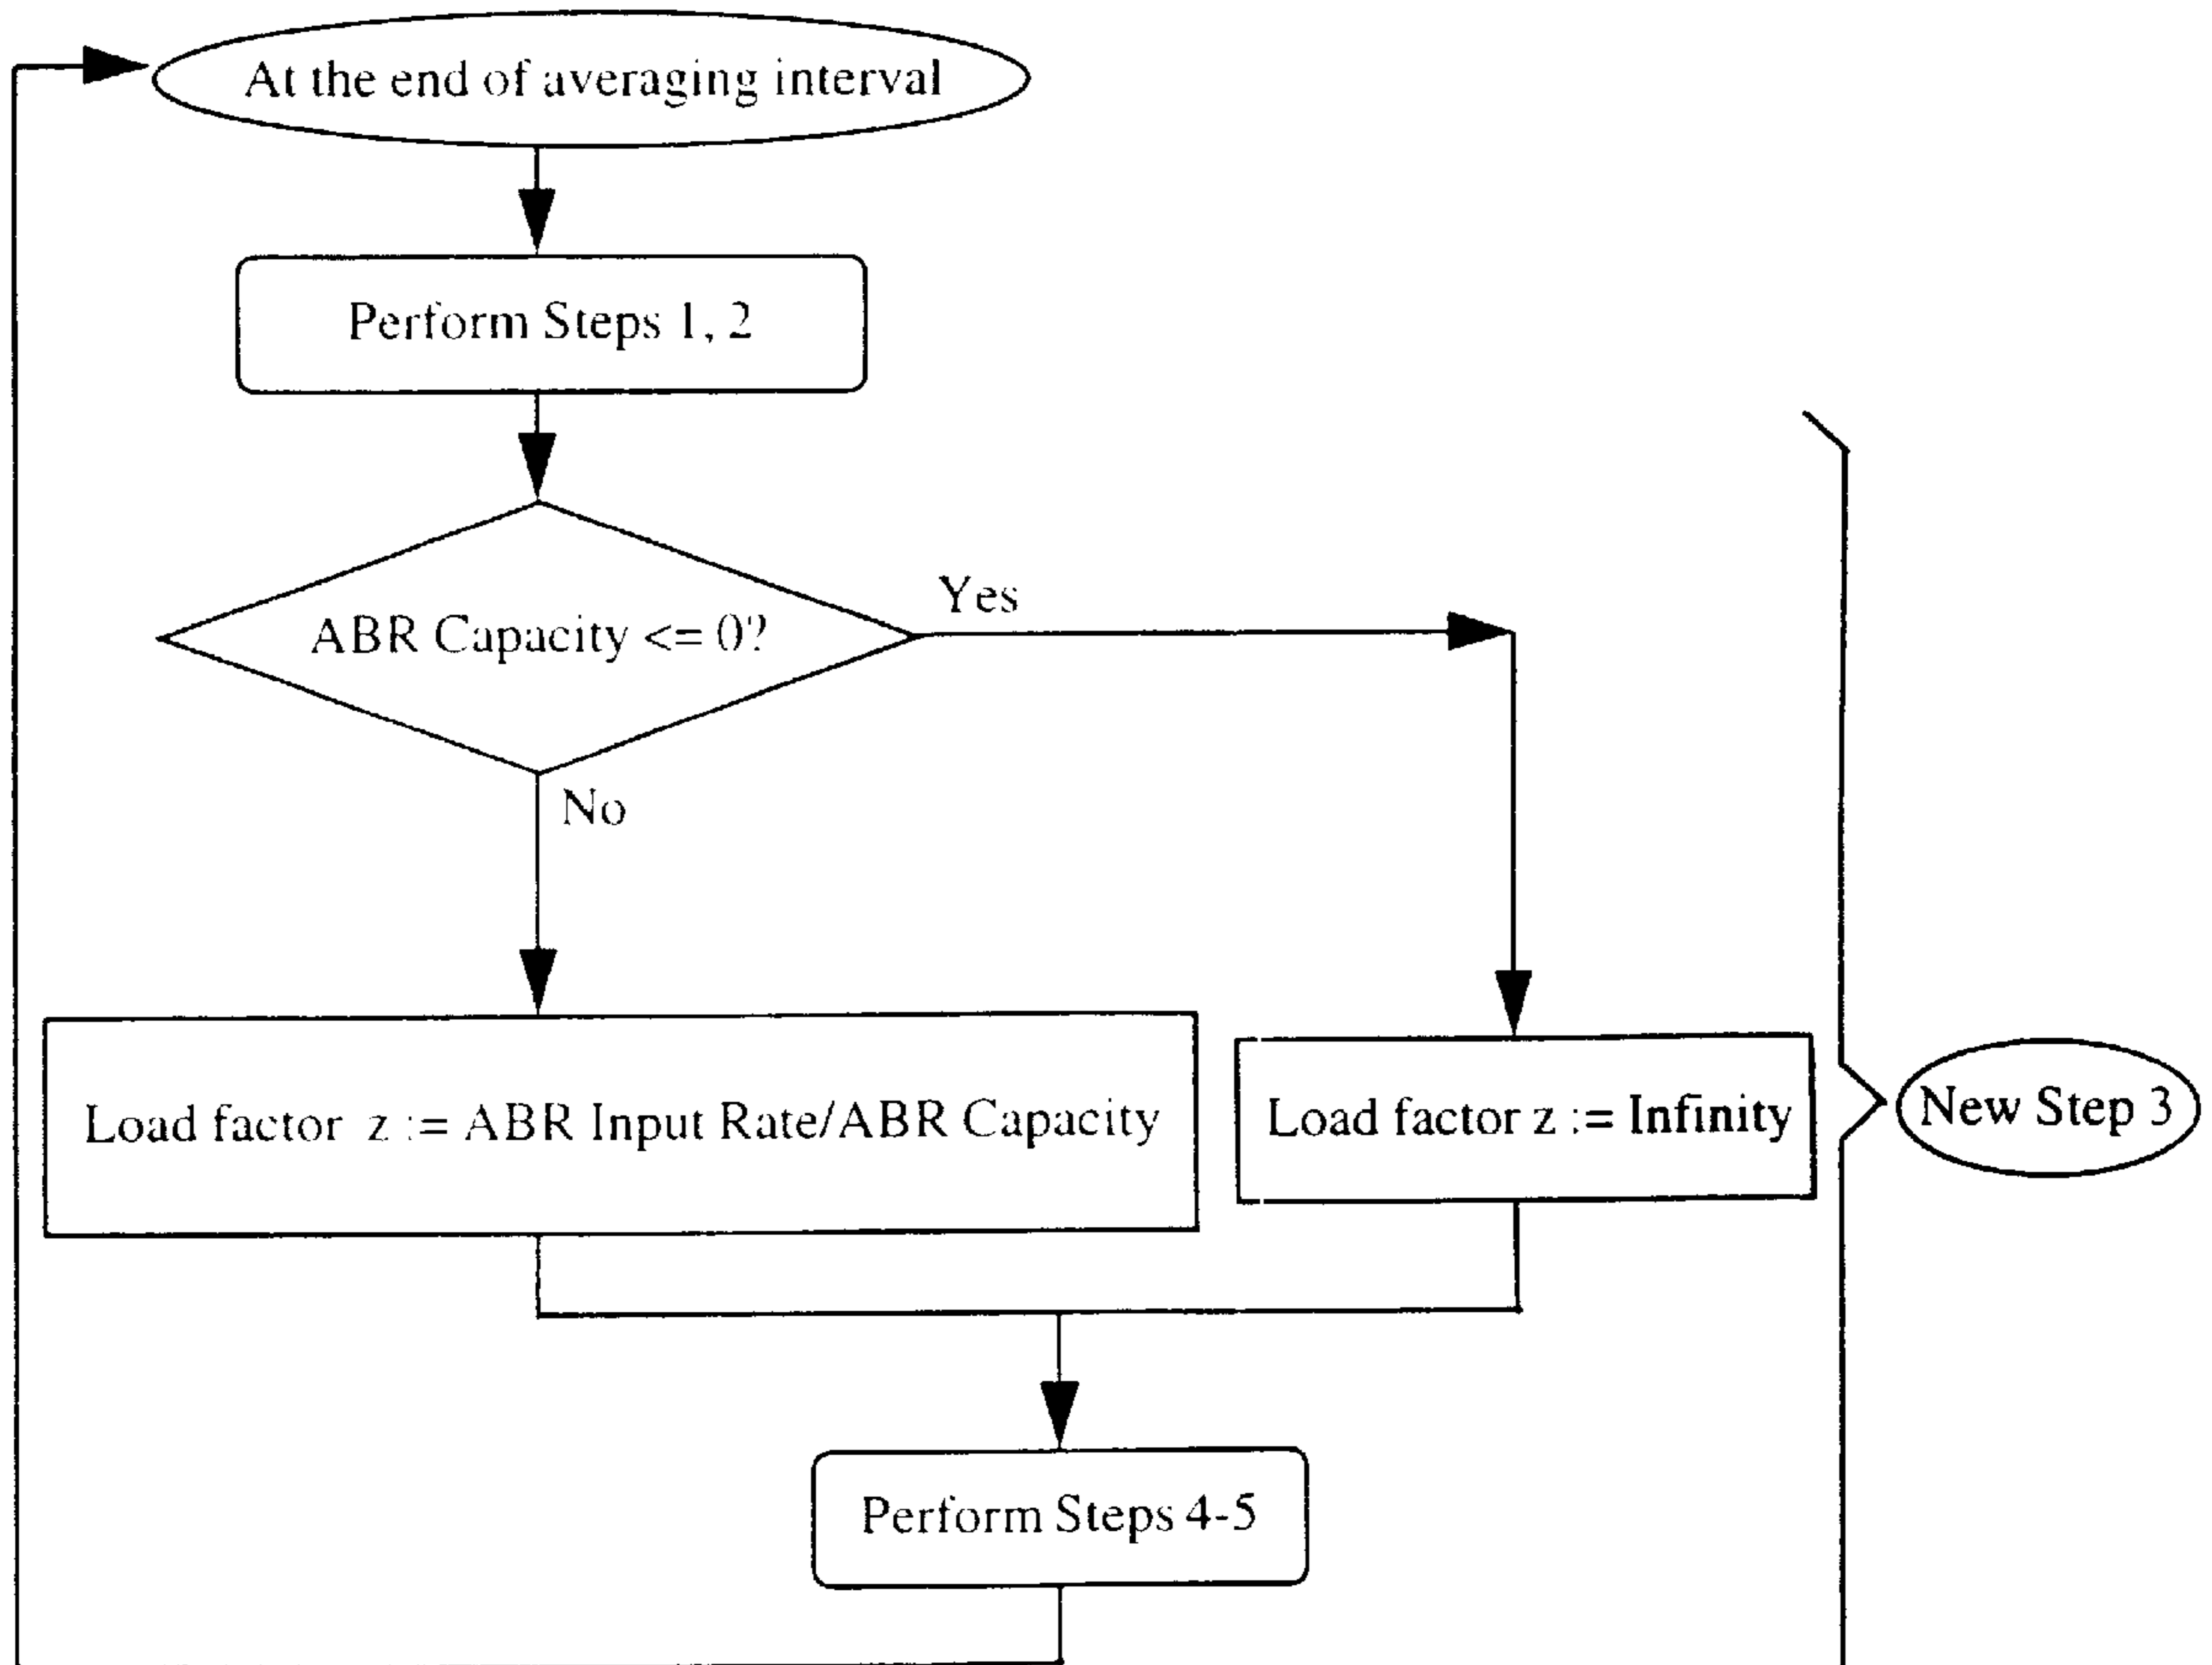 At the end of averaging interval
Perform Steps 1, 2
ABR Capacity <= 0?
Yes
No
Load factor z := ABR Input Rate/ABR Capacity
Load factor z := Infinity
New Step 3
Perform Steps 4-5